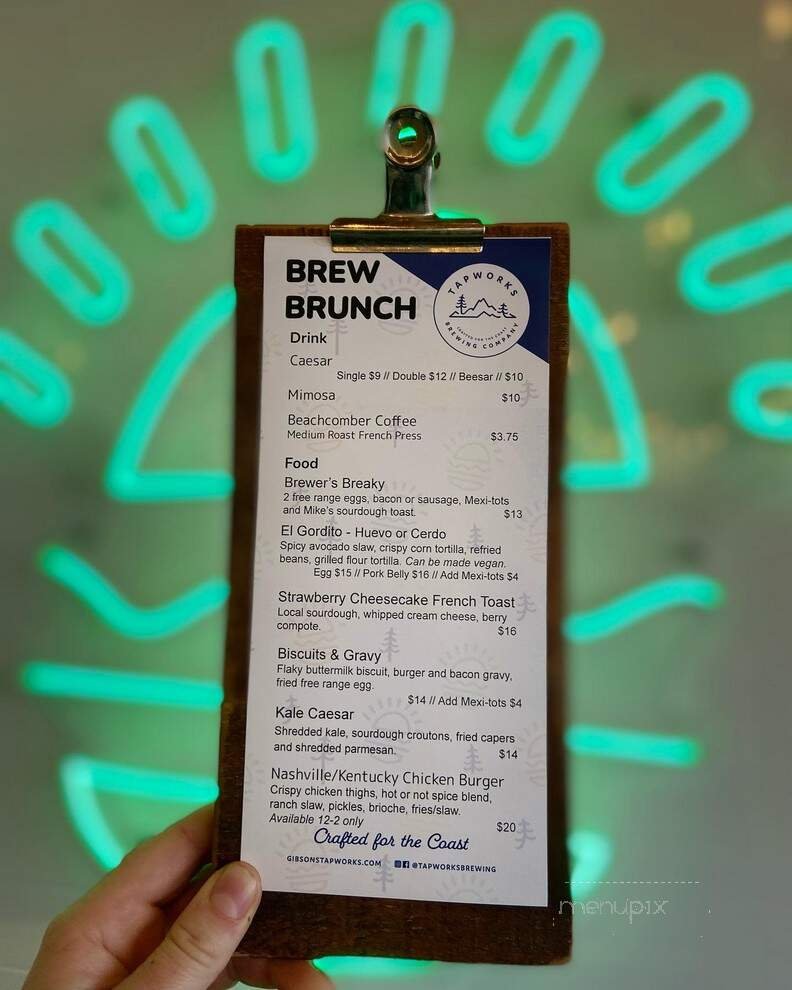 BREW
BRUNCH
TAPWORKS
CRAFTED FOR THE COAST
BREWING COMPANY
Drink
Caesar
Single $9 // Double $12 // Beesar // $10
Mimosa $10
Beachcomber Coffee
Medium Roast French Press $3.75
Food
Brewer's Breaky
2 free range eggs, bacon or sausage, Mexi-tots
and Mike's sourdough toast. $13
El Gordito - Huevo or Cerdo
Spicy avocado slaw, crispy corn tortilla, refried
beans, grilled flour tortilla. Can be made vegan.
Egg $15 // Pork Belly $16 // Add Mexi-tots $4
Strawberry Cheesecake French Toast
Local sourdough, whipped cream cheese, berry
compote. $16
Biscuits & Gravy
Flaky buttermilk biscuit, burger and bacon gravy,
fried free range egg.
$14 // Add Mexi-tots $4
Kale Caesar
Shredded kale, sourdough croutons, fried capers
and shredded parmesan. $14
Nashville/Kentucky Chicken Burger
Crispy chicken thighs, hot or not spice blend,
ranch slaw, pickles, brioche, fries/slaw.
Available 12-2 only $20
Crafted for the Coast
GIBSONSTAPWORKS.COM @TAPWORKSBREWING
menupix